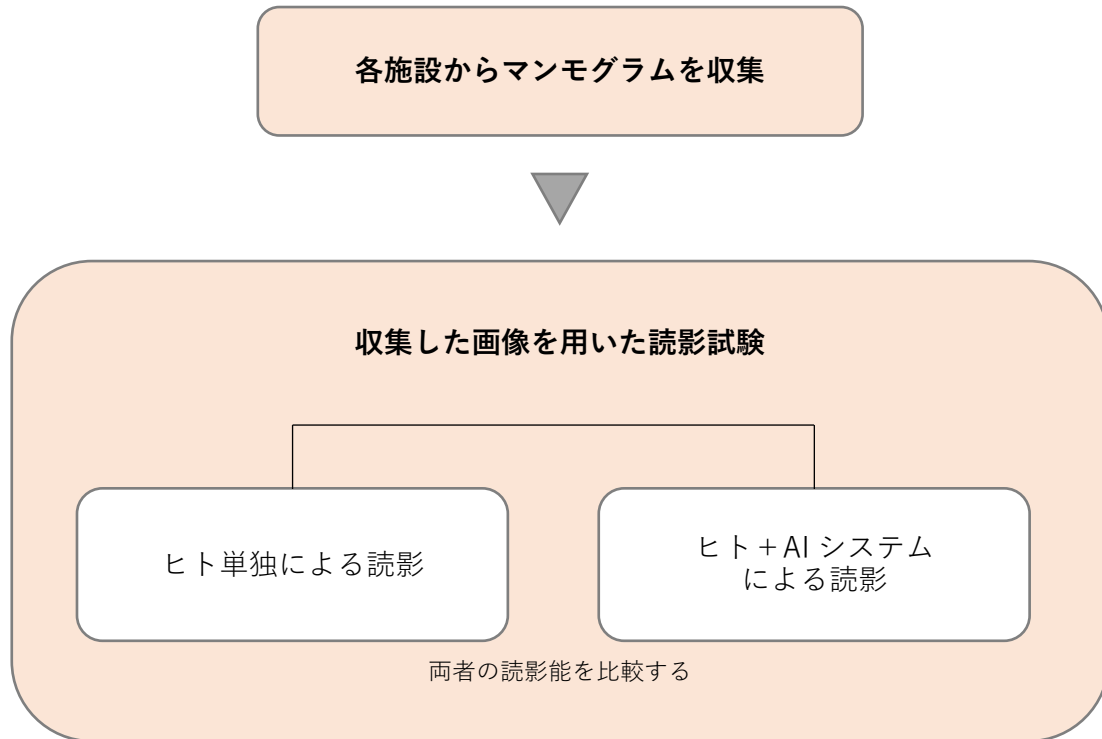 各施設からマンモグラムを収集
収集した画像を用いた読影試験
ヒト単独による読影
ヒト＋AI システム
による読影
両者の読影能を比較する